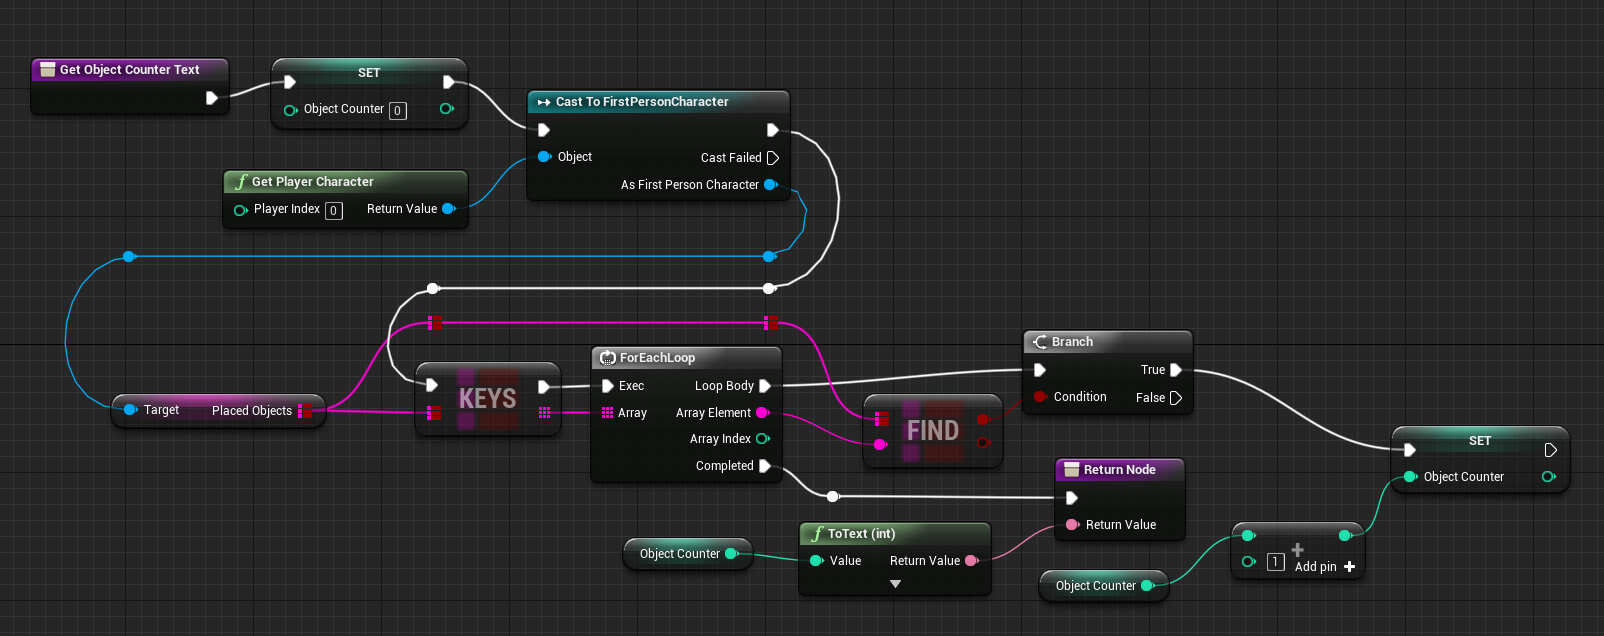 Get Object Counter Text
SET
Object Counter 0
Cast To FirstPersonCharacter
Object
Cast Failed
As First Person Character
Get Player Character
Player Index 0
Return Value
Target
Placed Objects
KEYS
ForEachLoop
Exec
Loop Body
Array
Array Element
Array Index
Completed
FIND
Branch
True
Condition
False
SET
Object Counter
Return Node
Return Value
Object Counter
ToText (int)
Value
Return Value
Object Counter
1
Add pin